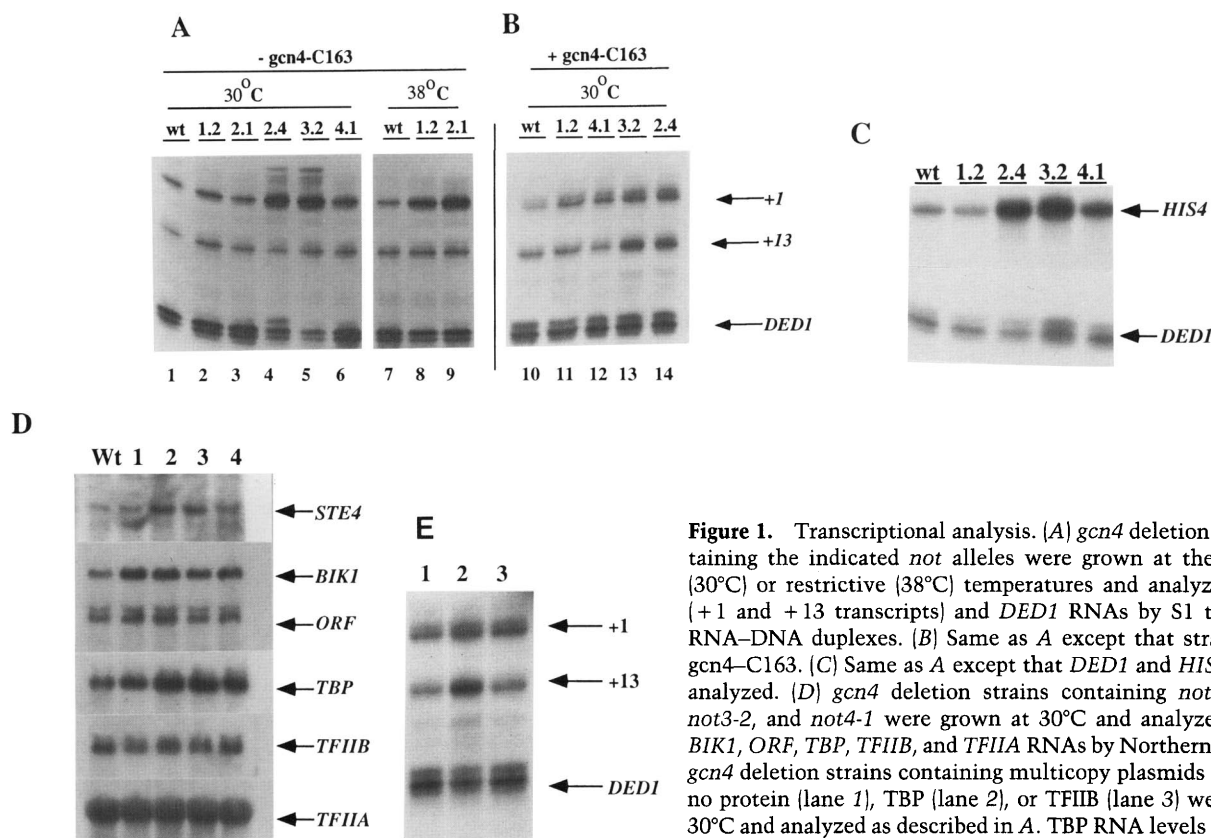 A
- gcn4-C163
30°C
38°C
wt 1.2 2.1 2.4 3.2 4.1
wt 1.2 2.1
1 2 3 4 5 6
7 8 9
B
+ gcn4-C163
30°C
wt 1.2 4.1 3.2 2.4
+1
+13
DED1
10 11 12 13 14
C
wt 1.2 2.4 3.2 4.1
HIS4
DED1
D
Wt 1 2 3 4
STE4
BIK1
ORF
TBP
TFIIB
TFIIA
E
1 2 3
+1
+13
DED1
Figure 1. Transcriptional analysis. (A) gcn4 deletion
taining the indicated not alleles were grown at the
(30°C) or restrictive (38°C) temperatures and analyz
(+1 and +13 transcripts) and DED1 RNAs by S1 t
RNA–DNA duplexes. (B) Same as A except that stra
gcn4–C163. (C) Same as A except that DED1 and HIS
analyzed. (D) gcn4 deletion strains containing not
not3-2, and not4-1 were grown at 30°C and analyze
BIK1, ORF, TBP, TFIIB, and TFIIA RNAs by Northern
gcn4 deletion strains containing multicopy plasmids
no protein (lane 1), TBP (lane 2), or TFIIB (lane 3) we
30°C and analyzed as described in A. TBP RNA levels